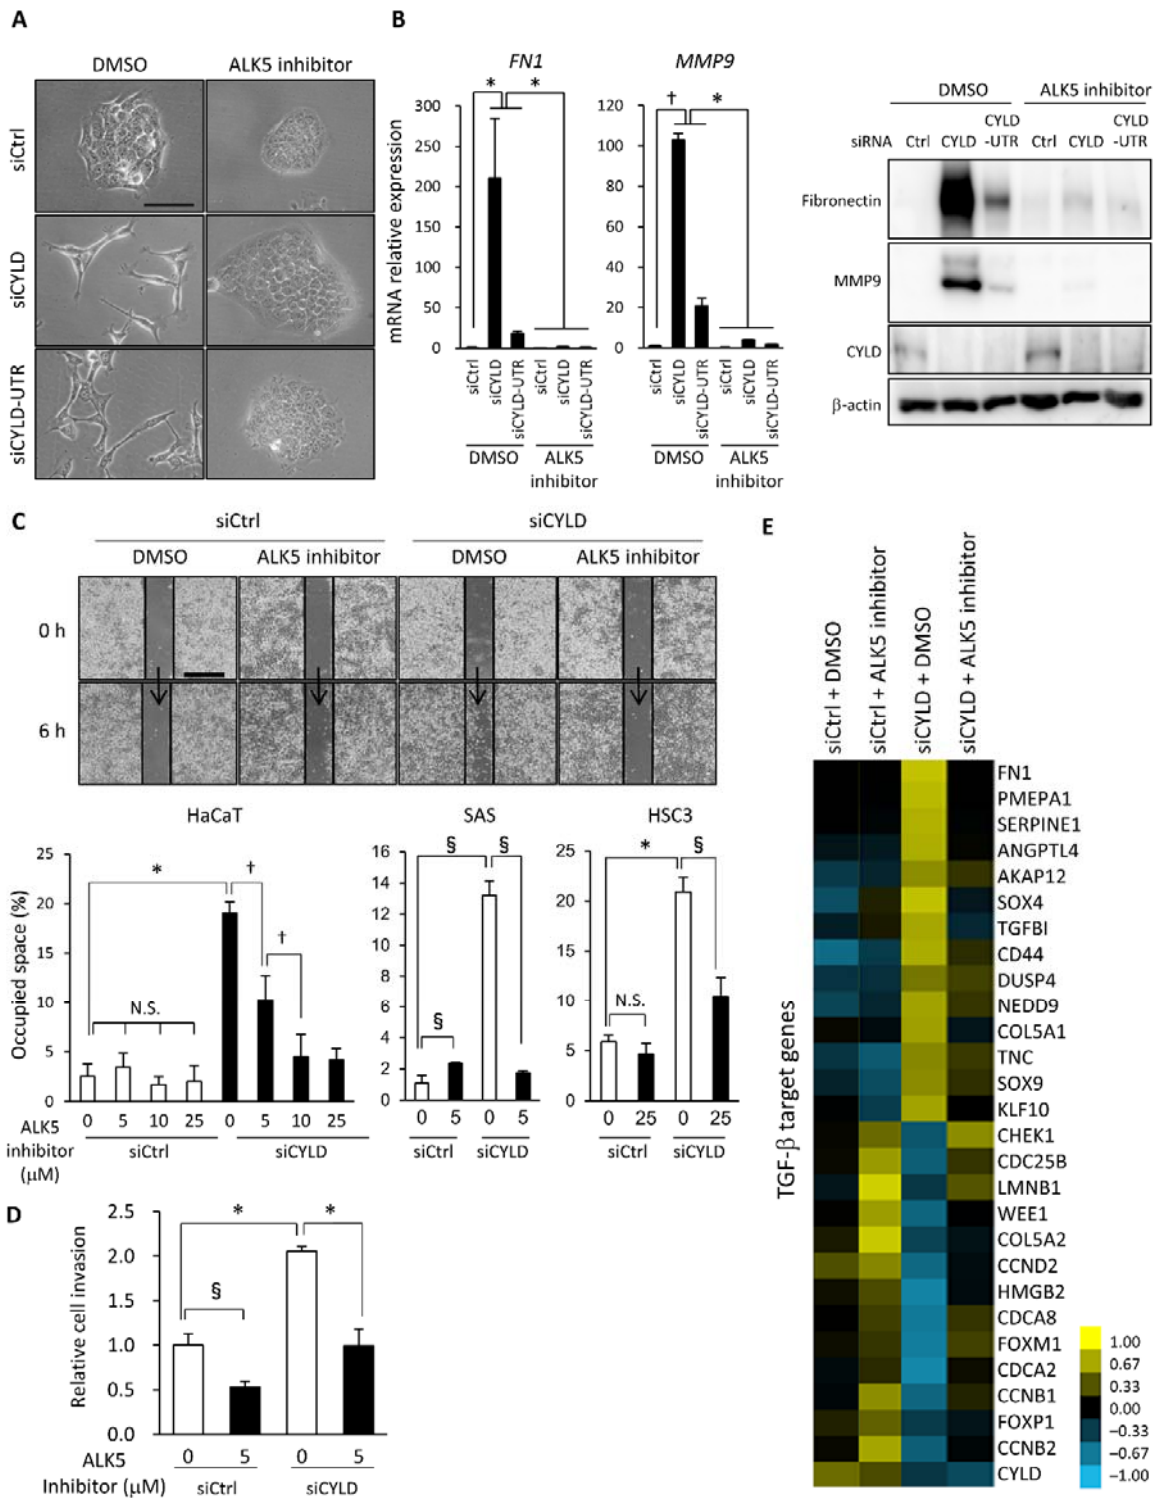 A
DMSO
ALK5 inhibitor
siCtrl
siCYLD
siCYLD-UTR
B
FN1
MMP9
* *
† *
mRNA relative expression
300
250
200
150
100
50
0
120
100
80
60
40
20
0
siCtrl
siCYLD
siCYLD-UTR
siCtrl
siCYLD
siCYLD-UTR
siCtrl
siCYLD
siCYLD-UTR
siCtrl
siCYLD
siCYLD-UTR
DMSO
ALK5
inhibitor
DMSO
ALK5
inhibitor
DMSO
ALK5 inhibitor
siRNA Ctrl CYLD CYLD-UTR Ctrl CYLD CYLD-UTR
Fibronectin
MMP9
CYLD
β-actin
C
siCtrl
siCYLD
DMSO
ALK5 inhibitor
DMSO
ALK5 inhibitor
0 h
6 h
HaCaT
SAS
HSC3
Occupied space (%)
25
20
15
10
5
0
* † †
N.S.
0 5 10 25 0 5 10 25
ALK5
inhibitor
(μM)
siCtrl
siCYLD
16
14
12
10
8
6
4
2
0
§ § §
0 5 0 5
siCtrl
siCYLD
25
20
15
10
5
0
* §
N.S.
0 25 0 25
siCtrl
siCYLD
D
Relative cell invasion
2.5
2.0
1.5
1.0
0.5
0.0
* *
§
0 5 0 5
ALK5
Inhibitor (μM)
siCtrl
siCYLD
E
siCtrl + DMSO
siCtrl + ALK5 inhibitor
siCYLD + DMSO
siCYLD + ALK5 inhibitor
TGF-β target genes
FN1
PMEPA1
SERPINE1
ANGPTL4
AKAP12
SOX4
TGFBI
CD44
DUSP4
NEDD9
COL5A1
TNC
SOX9
KLF10
CHEK1
CDC25B
LMNB1
WEE1
COL5A2
CCND2
HMGB2
CDCA8
FOXM1
CDCA2
CCNB1
FOXP1
CCNB2
CYLD
1.00
0.67
0.33
0.00
−0.33
−0.67
−1.00